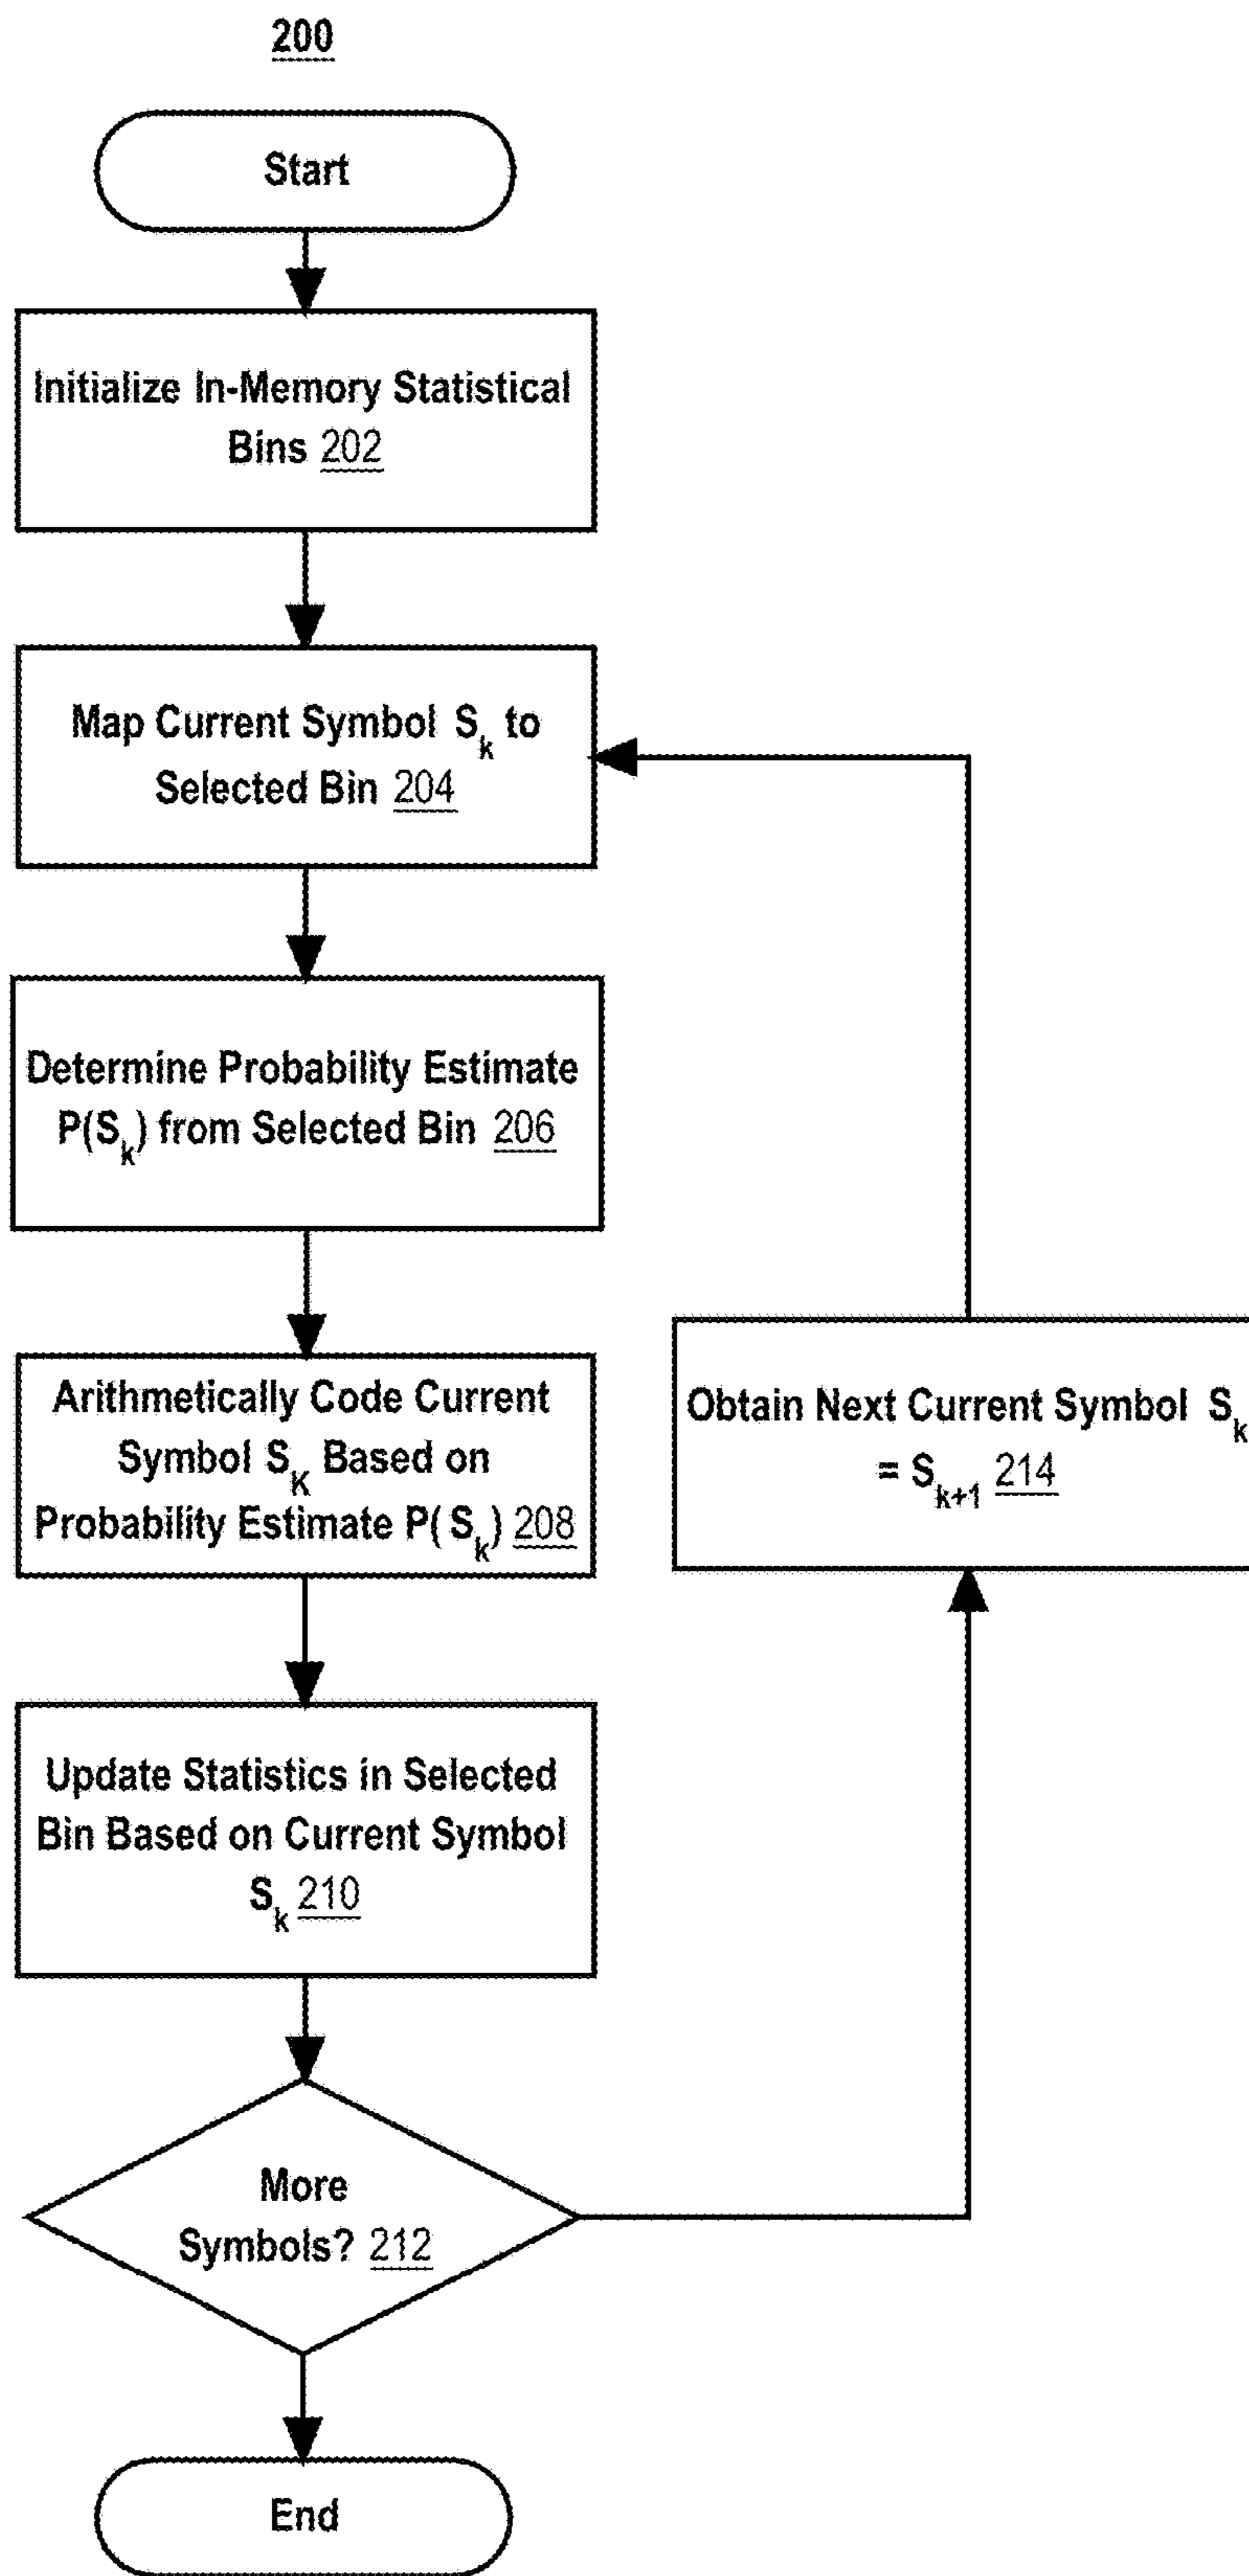 200
Start
Initialize In-Memory Statistical
Bins 202
Map Current Symbol S_k to
Selected Bin 204
Determine Probability Estimate
P(S_k) from Selected Bin 206
Arithmetically Code Current
Symbol S_K Based on
Probability Estimate P( S_k) 208
Obtain Next Current Symbol S_k
= S_k+1 214
Update Statistics in Selected
Bin Based on Current Symbol
S_k 210
More
Symbols? 212
End